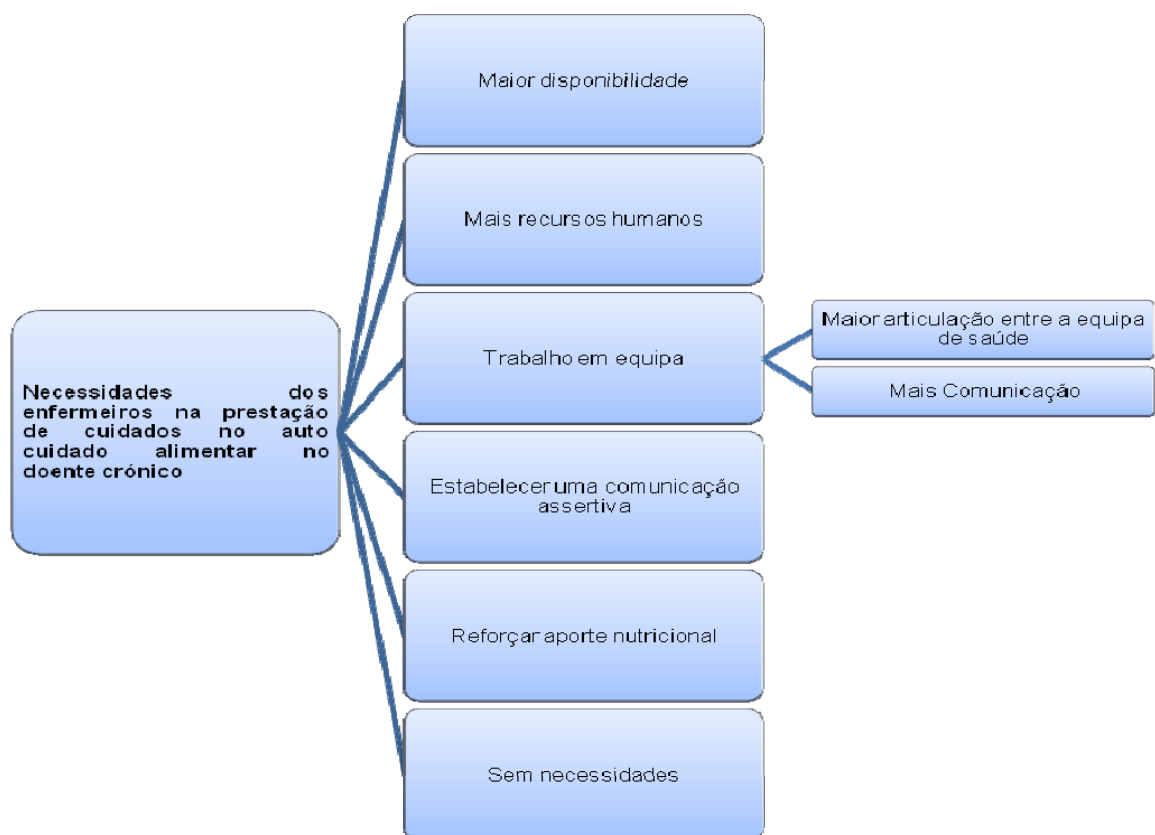 Necessidades dos
enfermeiros na prestação
de cuidados no auto
cuidado alimentar no
doente crónico
Maior disponibilidade
Mais recursos humanos
Trabalho em equipa
Maior articulação entre a equipa
de saúde
Mais Comunicação
Estabelecer uma comunicação
assertiva
Reforçar aporte nutricional
Sem necessidades